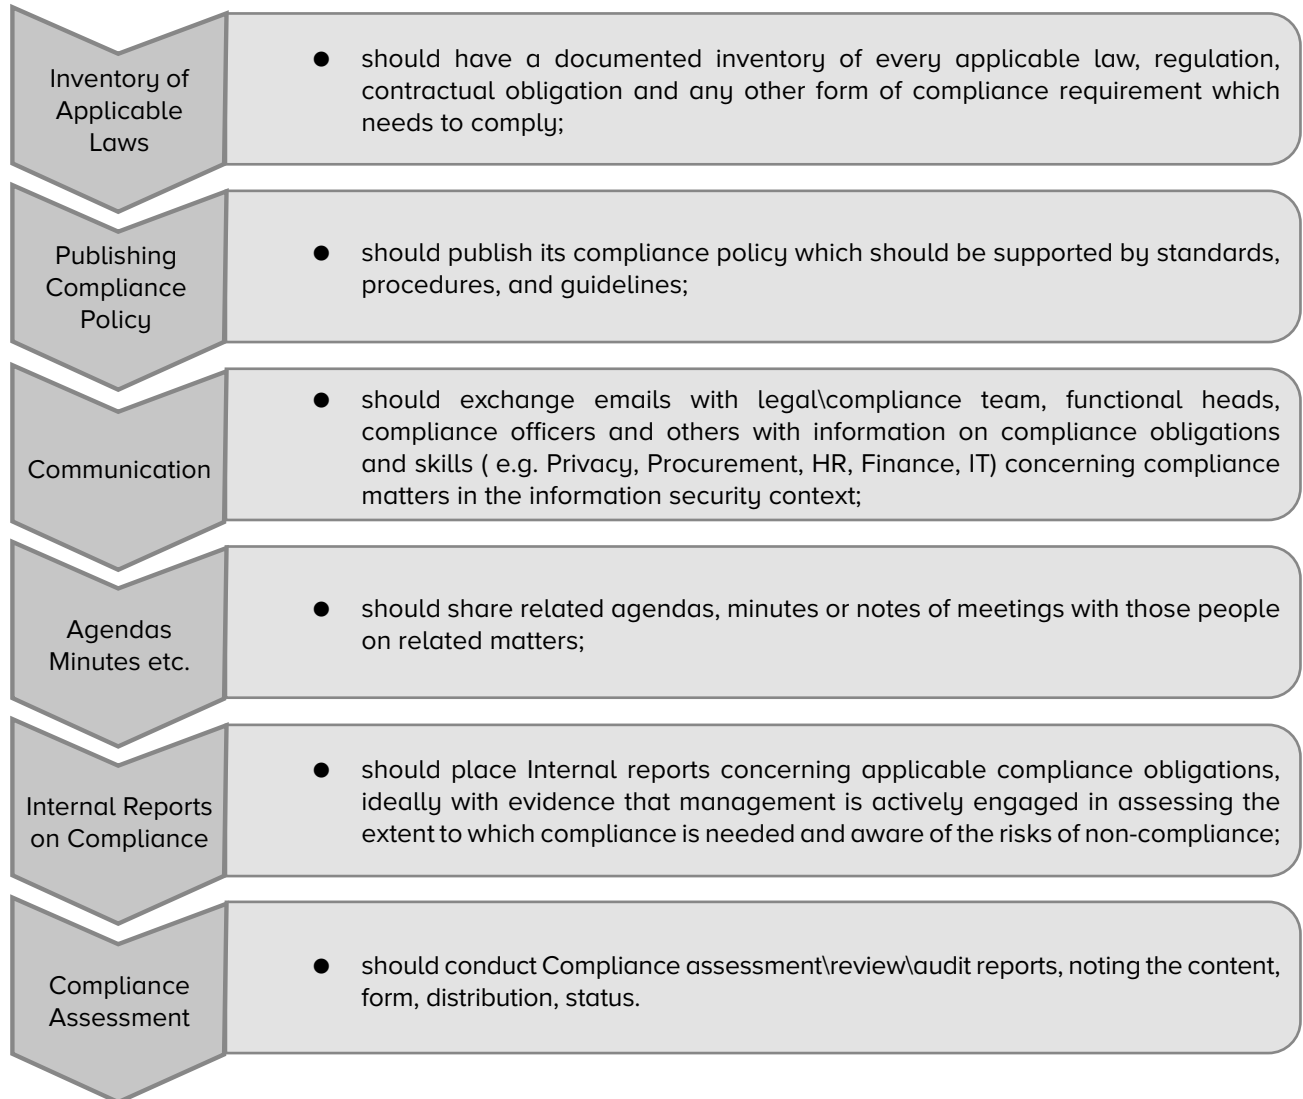 Inventory of
Applicable
Laws
● should have a documented inventory of every applicable law, regulation,
contractual obligation and any other form of compliance requirement which
needs to comply;
Publishing
Compliance
Policy
● should publish its compliance policy which should be supported by standards,
procedures, and guidelines;
Communication
● should exchange emails with legal\compliance team, functional heads,
compliance officers and others with information on compliance obligations
and skills ( e.g. Privacy, Procurement, HR, Finance, IT) concerning compliance
matters in the information security context;
Agendas
Minutes etc.
● should share related agendas, minutes or notes of meetings with those people
on related matters;
Internal Reports
on Compliance
● should place Internal reports concerning applicable compliance obligations,
ideally with evidence that management is actively engaged in assessing the
extent to which compliance is needed and aware of the risks of non-compliance;
Compliance
Assessment
● should conduct Compliance assessment\review\audit reports, noting the content,
form, distribution, status.